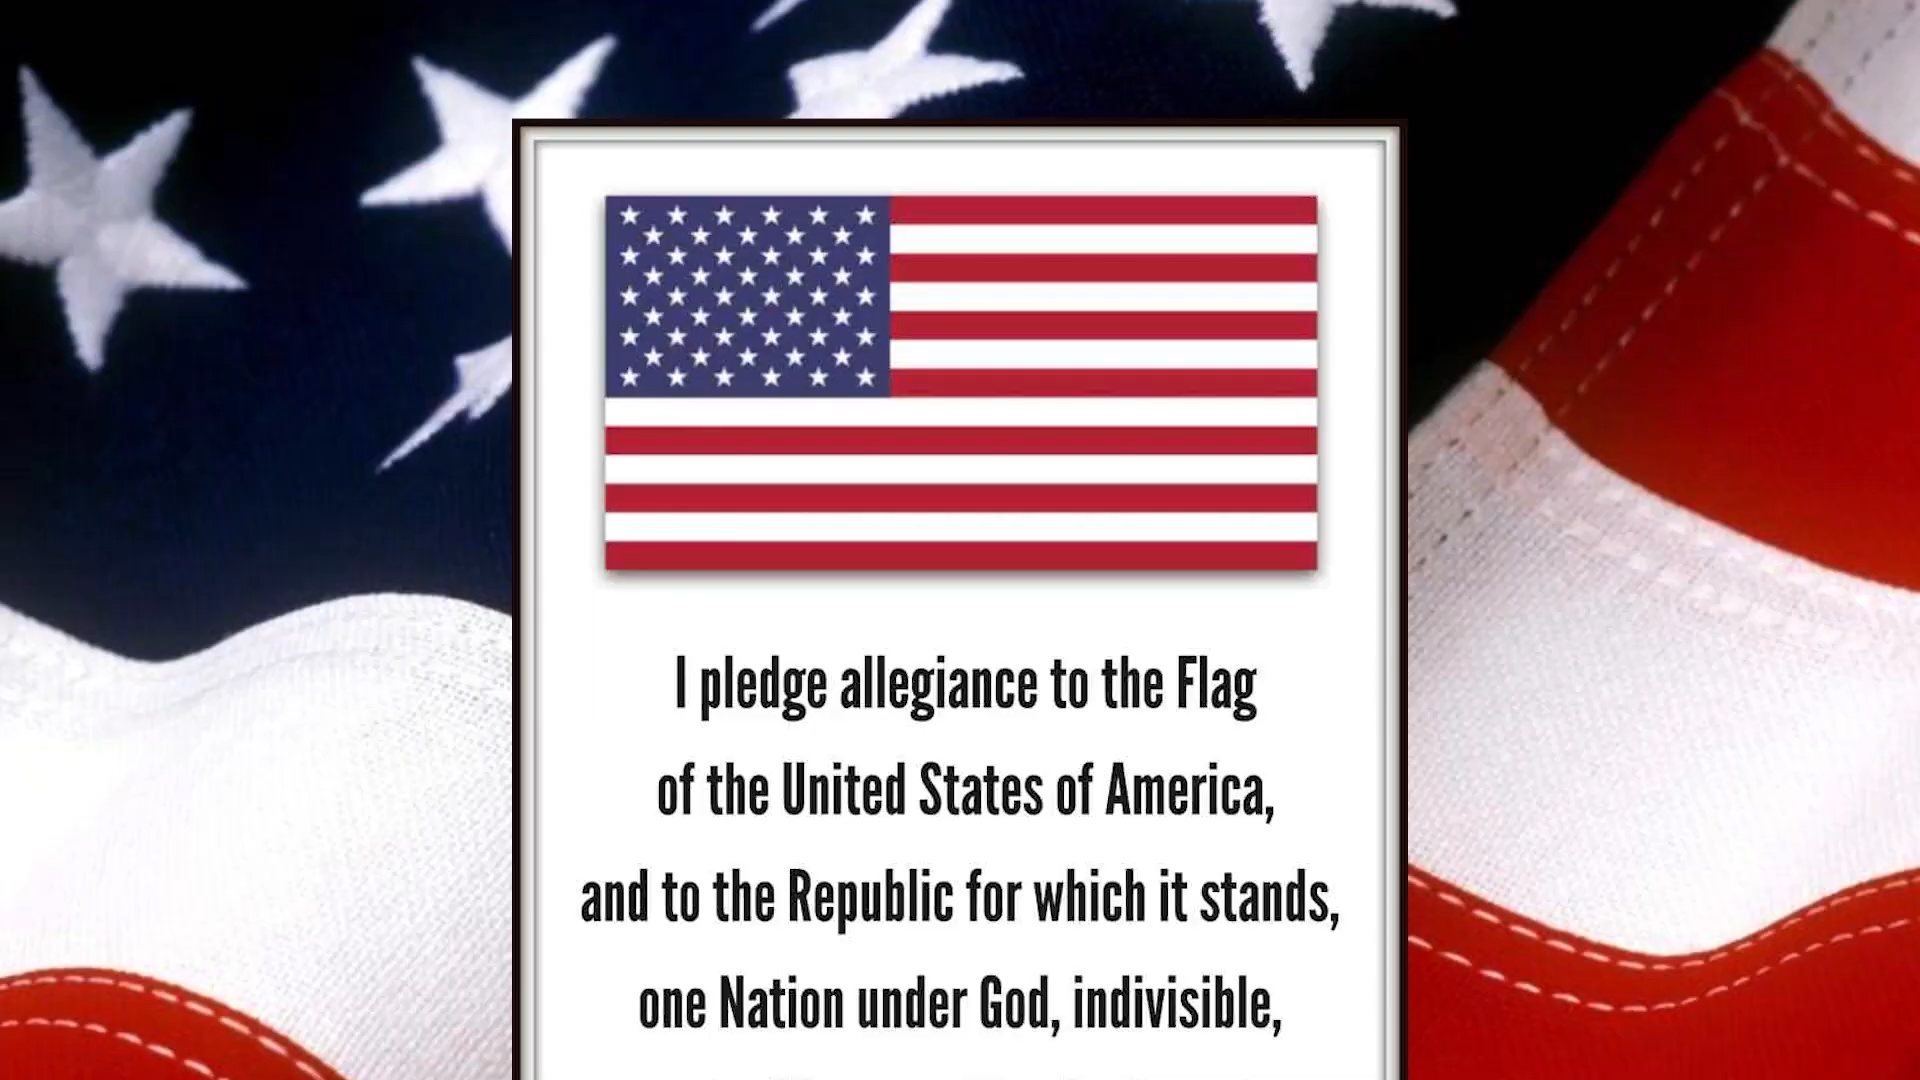 I pledge allegiance to the Flag
of the United States of America,
and to the Republic for which it stands,
one Nation under God, indivisible,